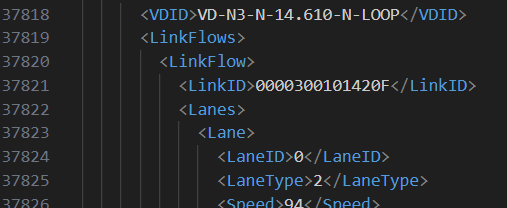 37818 <VDID>VD-N3-N-14.610-N-LOOP</VDID>
37819 <LinkFlows>
37820 <LinkFlow>
37821 <LinkID>0000300101420F</LinkID>
37822 <Lanes>
37823 <Lane>
37824 <LaneID>0</LaneID>
37825 <LaneType>2</LaneType>
37826 <Speed>94</Speed>